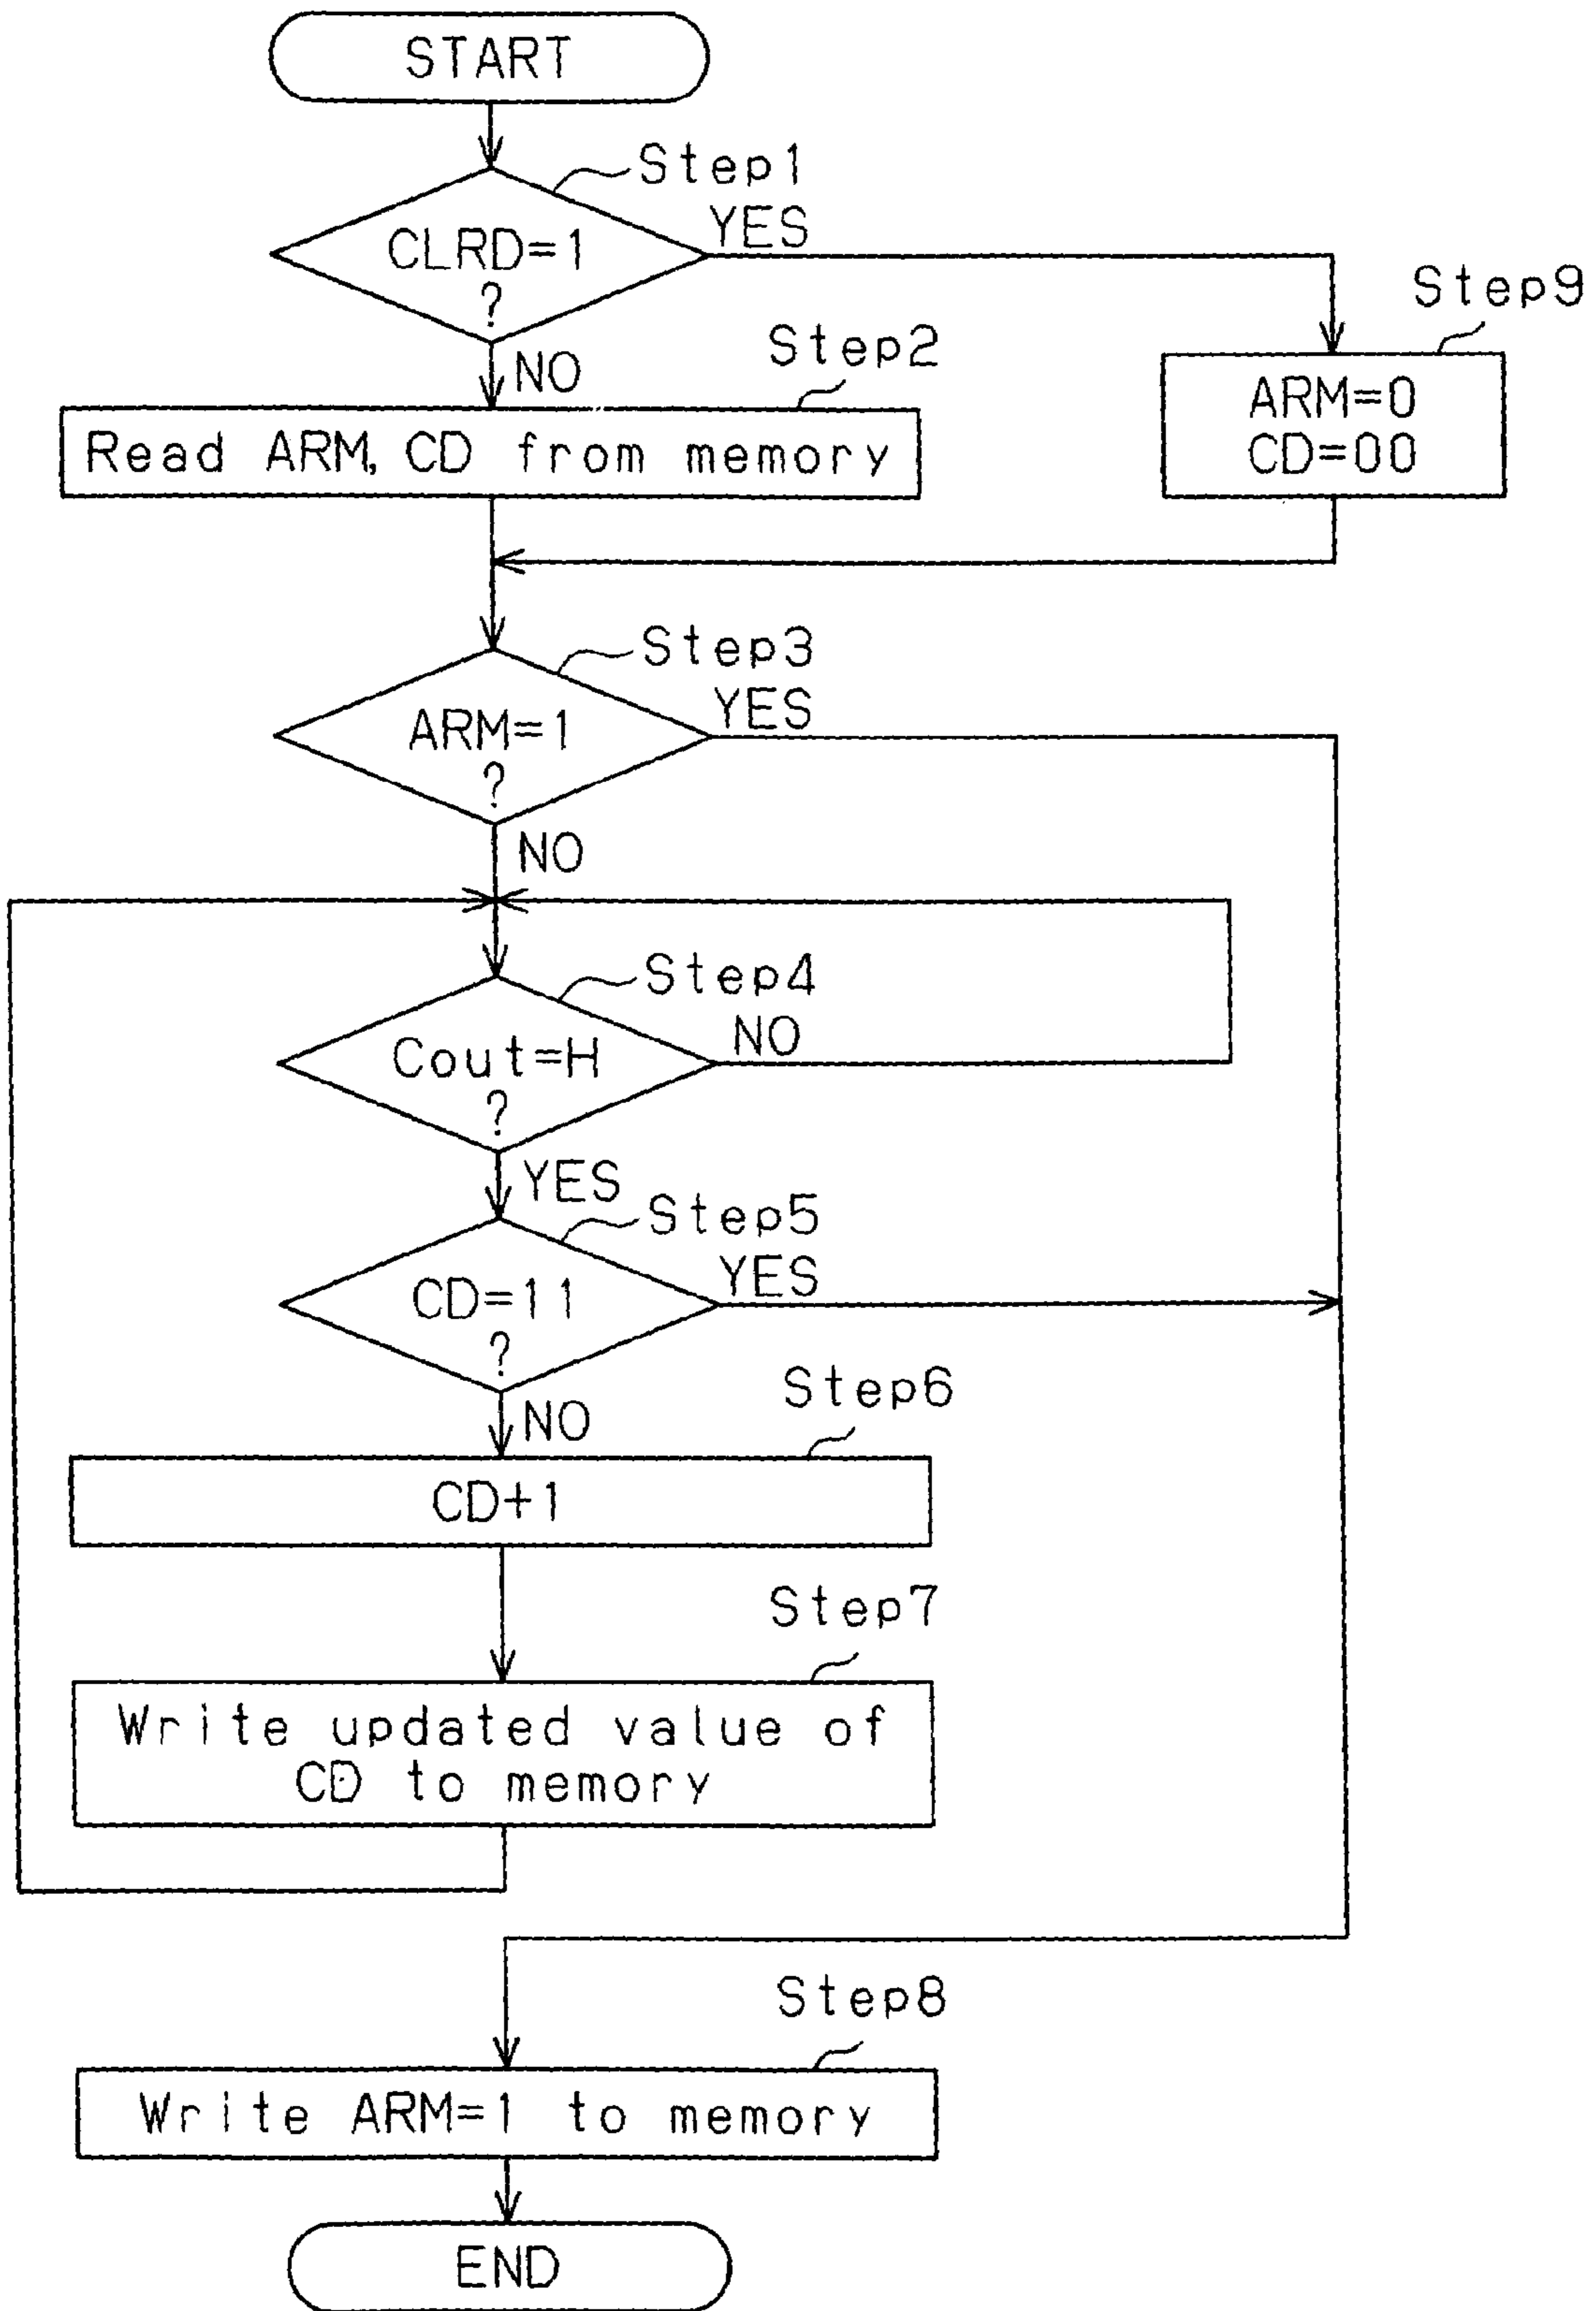 START
Step1
CLRD=1
?
YES
NO
Step2
Read ARM, CD from memory
Step9
ARM=0
CD=00
Step3
ARM=1
?
YES
NO
Step4
Cout=H
?
NO
YES
Step5
CD=11
?
YES
NO
Step6
CD+1
Step7
Write updated value of
CD to memory
Step8
Write ARM=1 to memory
END